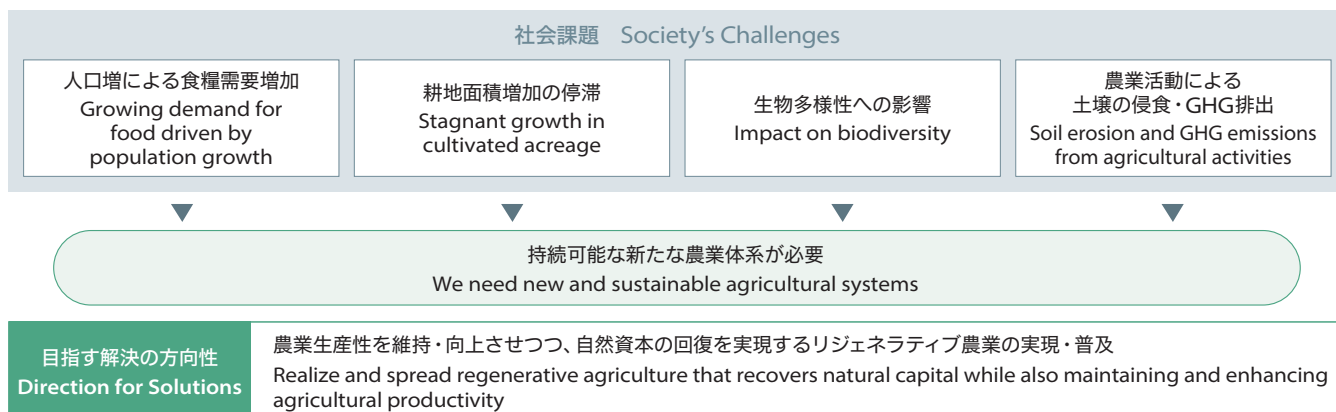 社会課題 Society's Challenges
人口増による食糧需要増加
Growing demand for
food driven by
population growth
耕地面積増加の停滞
Stagnant growth in
cultivated acreage
生物多様性への影響
Impact on biodiversity
農業活動による
土壌の侵食・GHG排出
Soil erosion and GHG emissions
from agricultural activities
持続可能な新たな農業体系が必要
We need new and sustainable agricultural systems
目指す解決の方向性
Direction for Solutions
農業生産性を維持・向上させつつ、自然資本の回復を実現するリジェネラティブ農業の実現・普及
Realize and spread regenerative agriculture that recovers natural capital while also maintaining and enhancing
agricultural productivity